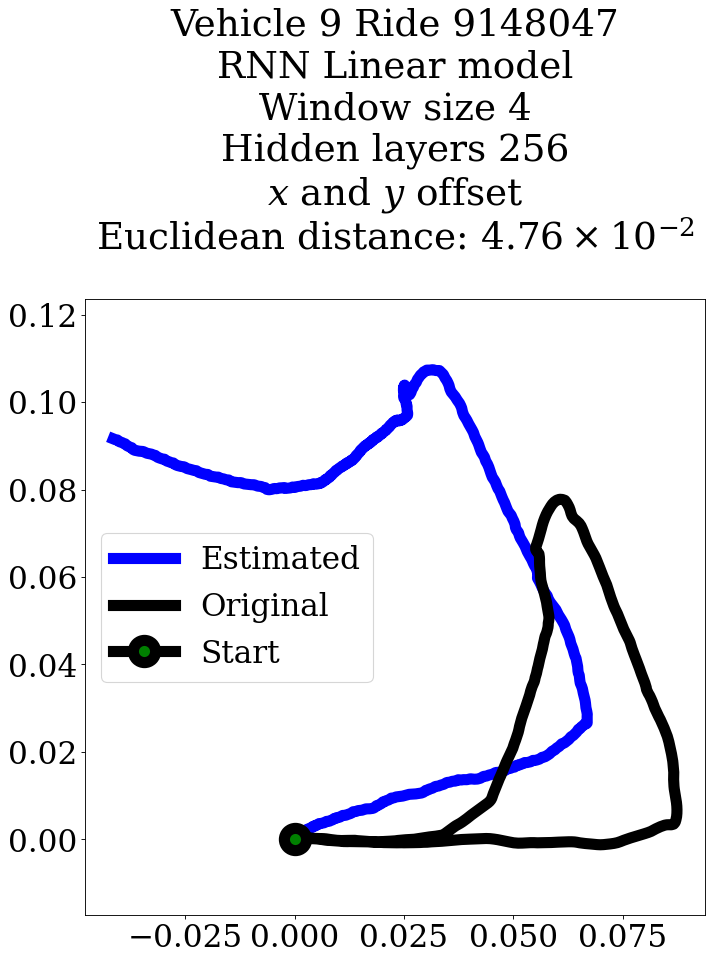 Vehicle 9 Ride 9148047
RNN Linear model
Window size 4
Hidden layers 256
x and y offset
Euclidean distance: 4.76 × 10⁻²
0.12
0.10
0.08
0.06
0.04
0.02
0.00
Estimated
Original
Start
−0.025 0.000 0.025 0.050 0.075